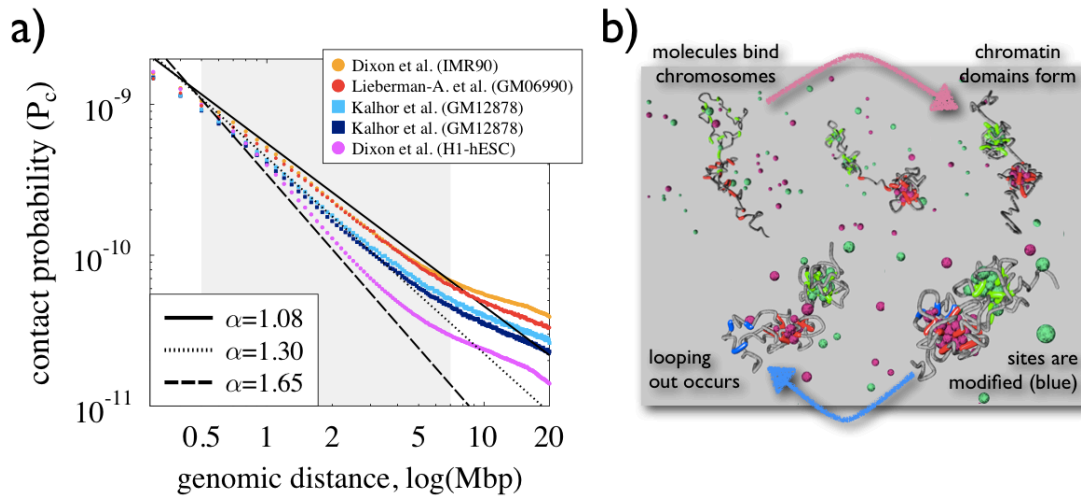 a)
Dixon et al. (IMR90)
Lieberman-A. et al. (GM06990)
Kalhor et al. (GM12878)
Kalhor et al. (GM12878)
Dixon et al. (H1-hESC)
contact probability (Pc)
10-9
10-10
10-11
α=1.08
α=1.30
α=1.65
0.5 1 2 5 10 20
genomic distance, log(Mbp)
b)
molecules bind
chromosomes
chromatin
domains form
looping
out occurs
sites are
modified (blue)